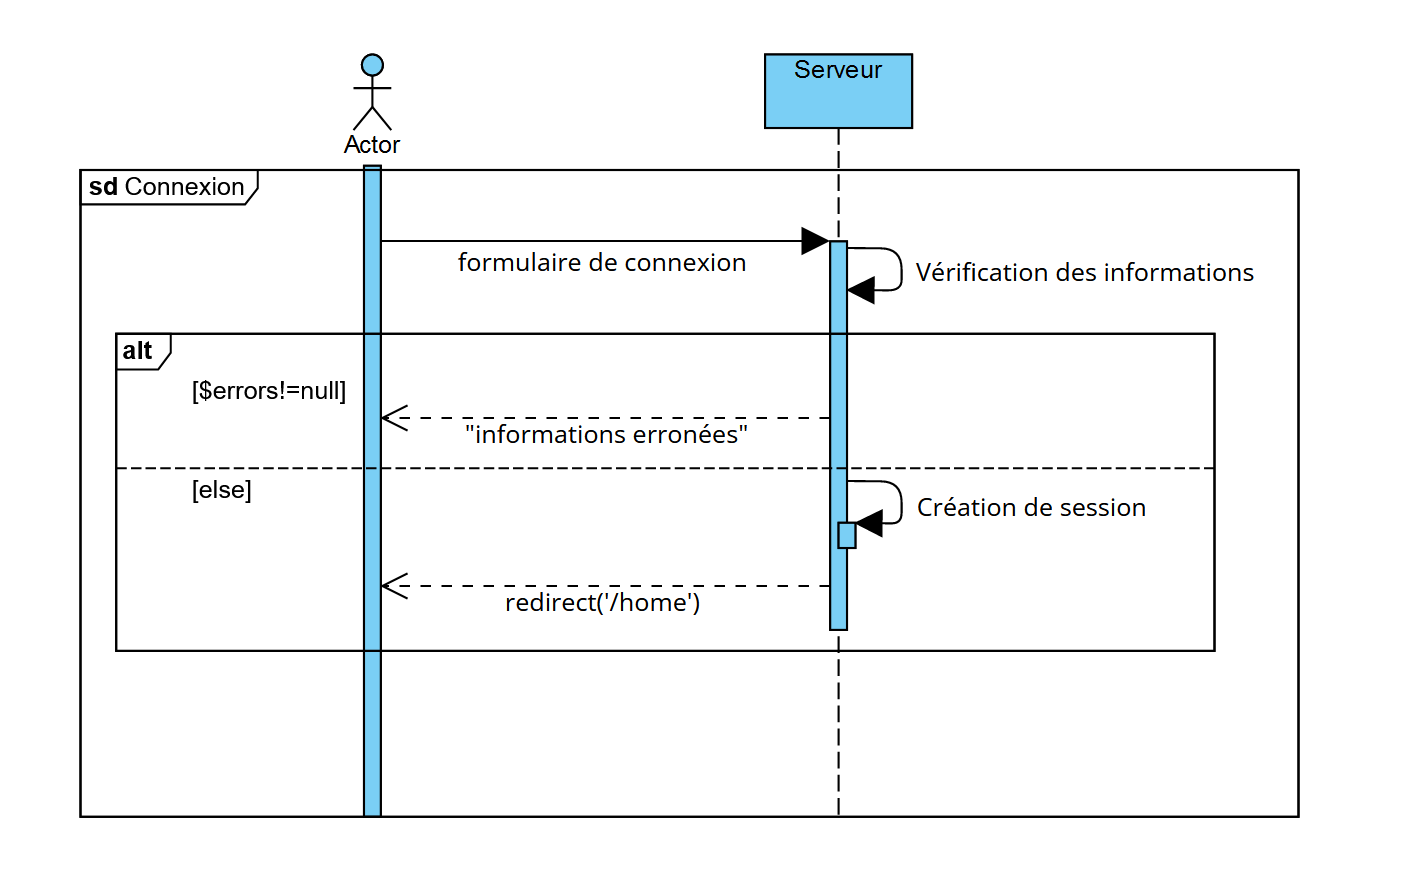 Actor
Serveur
sd Connexion
formulaire de connexion
Vérification des informations
alt
[$errors!=null]
"informations erronées"
[else]
Création de session
redirect('/home')